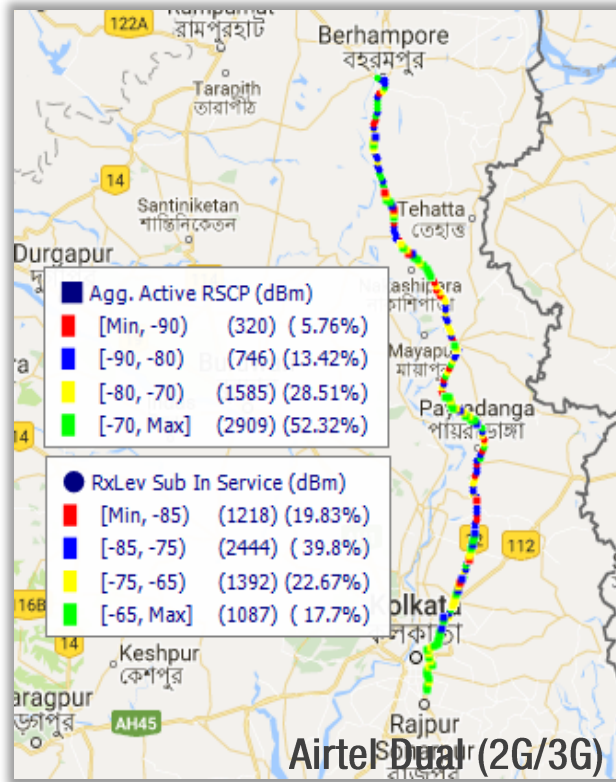 122A
রামপুরহাট
Berhampore
বহরমপুর
Tarapith
তারাপীঠ
14
Santiniketan
শান্তিনিকেতন
Tehatta
তেহট্ট
Durgapur
Agg. Active RSCP (dBm)
[Min, -90) (320) ( 5.76%)
[-90, -80) (746) (13.42%)
[-80, -70) (1585) (28.51%)
[-70, Max] (2909) (52.32%)
Mayapur
মায়াপুর
14
RxLev Sub In Service (dBm)
[Min, -85) (1218) (19.83%)
[-85, -75) (2444) ( 39.8%)
[-75, -65) (1392) (22.67%)
[-65, Max] (1087) ( 17.7%)
112
116B
14
Kolkata
Keshpur
কেশপুর
AH45
Rajpur
Airtel Dual (2G/3G)